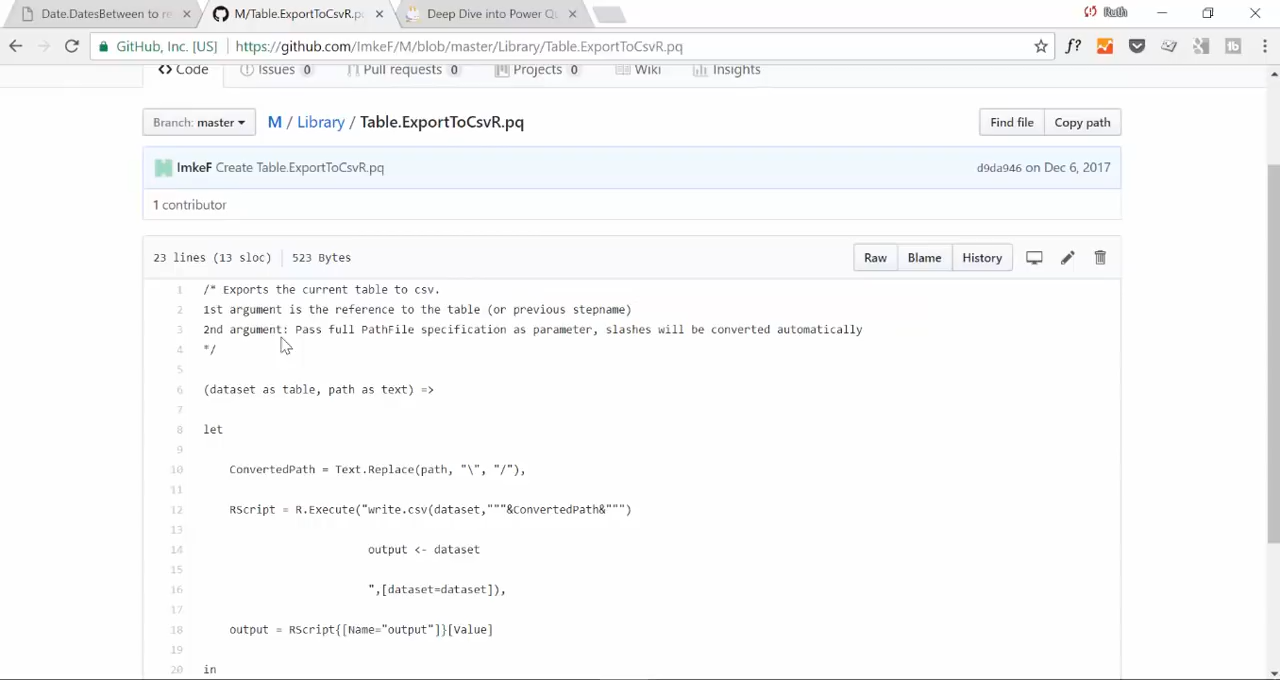 Date.DatesBetween to re
M/Table.ExportToCsvR.p
Deep Dive into Power Q
Ruth
GitHub, Inc. [US]
https://github.com/ImkeF/M/blob/master/Library/Table.ExportToCsvR.pq
f?
Code
Issues 0
Pull requests 0
Projects 0
Wiki
Insights
Branch: master
M / Library / Table.ExportToCsvR.pq
Find file
Copy path
ImkeF Create Table.ExportToCsvR.pq
d9da946 on Dec 6, 2017
1 contributor
23 lines (13 sloc)
523 Bytes
Raw
Blame
History
1 /* Exports the current table to csv.
2 1st argument is the reference to the table (or previous stepname)
3 2nd argument: Pass full PathFile specification as parameter, slashes will be converted automatically
4 */
5
6 (dataset as table, path as text) =>
7
8 let
9
10 ConvertedPath = Text.Replace(path, "\", "/"),
11
12 RScript = R.Execute("write.csv(dataset,"""&ConvertedPath&""")
13
14 output <- dataset
15
16 ",[dataset=dataset]),
17
18 output = RScript{[Name="output"]}[Value]
19
20 in